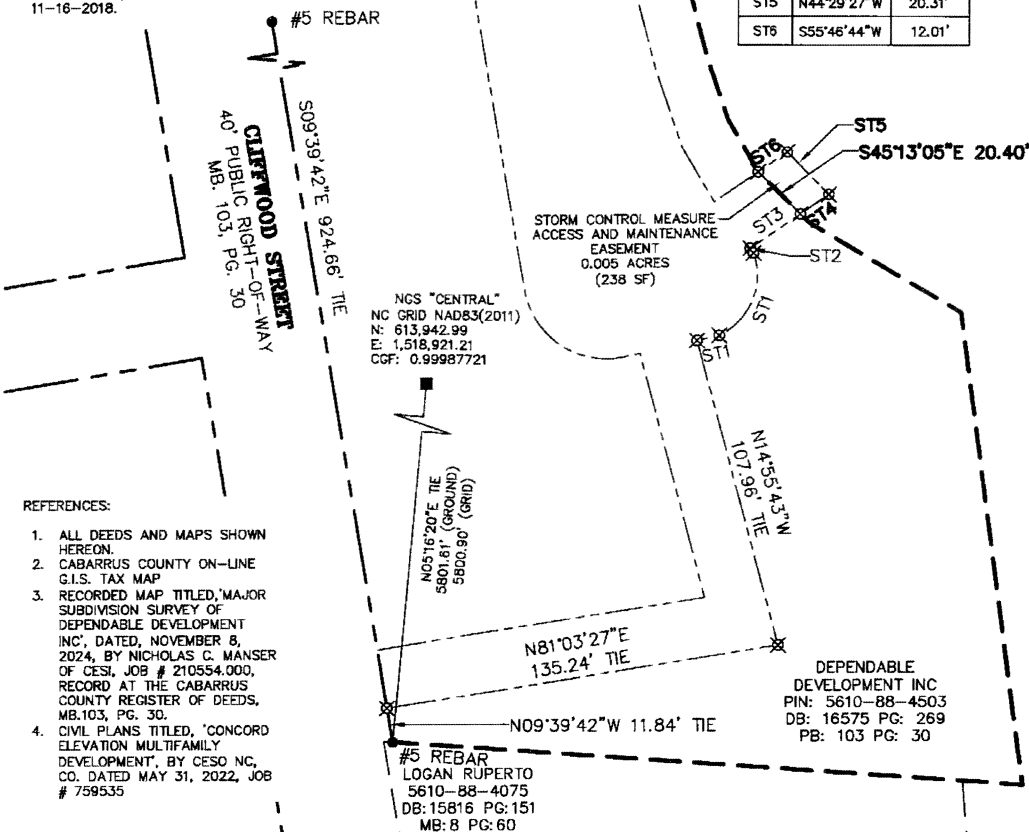 11-16-2018.
#5 REBAR
ST5 N44°29'27"W 20.31'
ST6 S55°46'44"W 12.01'
S09°39'42"E 924.66' TIE
CLIFFWOOD STREET
40' PUBLIC RIGHT-OF-WAY
MB. 103, PG. 30
ST5
S45°13'05"E 20.40'
ST6
ST4
ST3
ST2
ST1
ST1
STORM CONTROL MEASURE
ACCESS AND MAINTENANCE
EASEMENT
0.005 ACRES
(238 SF)
NGS "CENTRAL"
NC GRID NAD83(2011)
N: 613,942.99
E: 1,518,921.21
CGF: 0.99987721
N05°16'20"E TIE
5801.61' (GROUND)
5800.90' (GRID)
N14°55'43"W
107.96' TIE
REFERENCES:
1. ALL DEEDS AND MAPS SHOWN
HEREON.
2. CABARRUS COUNTY ON-LINE
G.I.S. TAX MAP
3. RECORDED MAP TITLED,'MAJOR
SUBDIVISION SURVEY OF
DEPENDABLE DEVELOPMENT
INC', DATED, NOVEMBER 8,
2024, BY NICHOLAS C. MANSER
OF CESI, JOB # 210554.000,
RECORD AT THE CABARRUS
COUNTY REGISTER OF DEEDS,
MB.103, PG. 30.
4. CIVIL PLANS TITLED, 'CONCORD
ELEVATION MULTIFAMILY
DEVELOPMENT', BY CESO NC,
CO. DATED MAY 31, 2022, JOB
# 759535
N81°03'27"E
135.24' TIE
N09°39'42"W 11.84' TIE
DEPENDABLE
DEVELOPMENT INC
PIN: 5610-88-4503
DB: 16575 PG: 269
PB: 103 PG: 30
#5 REBAR
LOGAN RUPERTO
5610-88-4075
DB: 15816 PG: 151
MB: 8 PG: 60